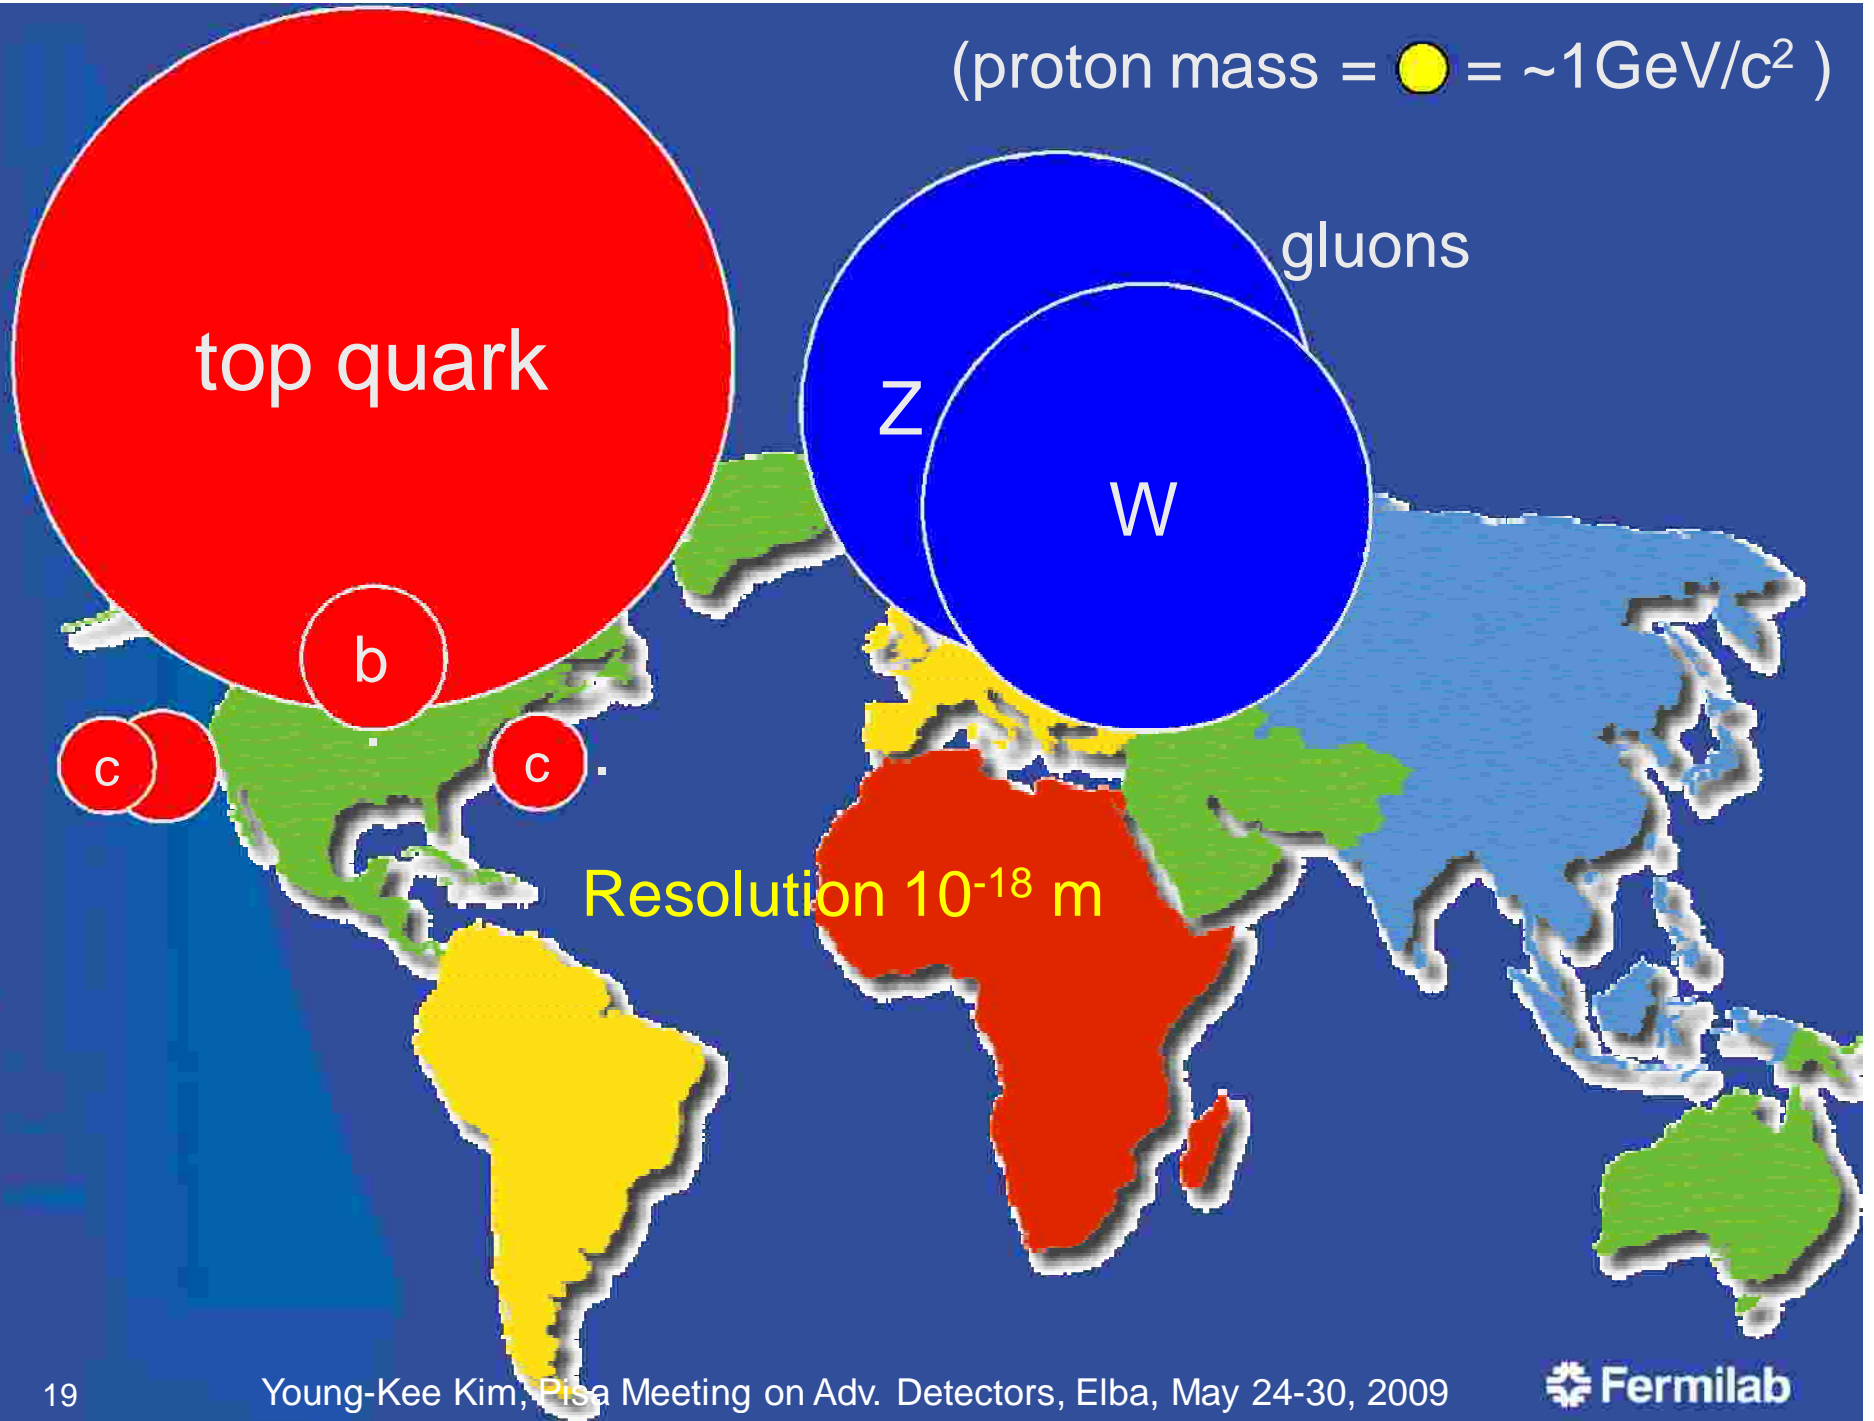 (proton mass = = ~1GeV/c² )
gluons
top quark
Z
W
b
c
c
Resolution 10⁻¹⁸ m
19
Young-Kee Kim, Pisa Meeting on Adv. Detectors, Elba, May 24-30, 2009
Fermilab